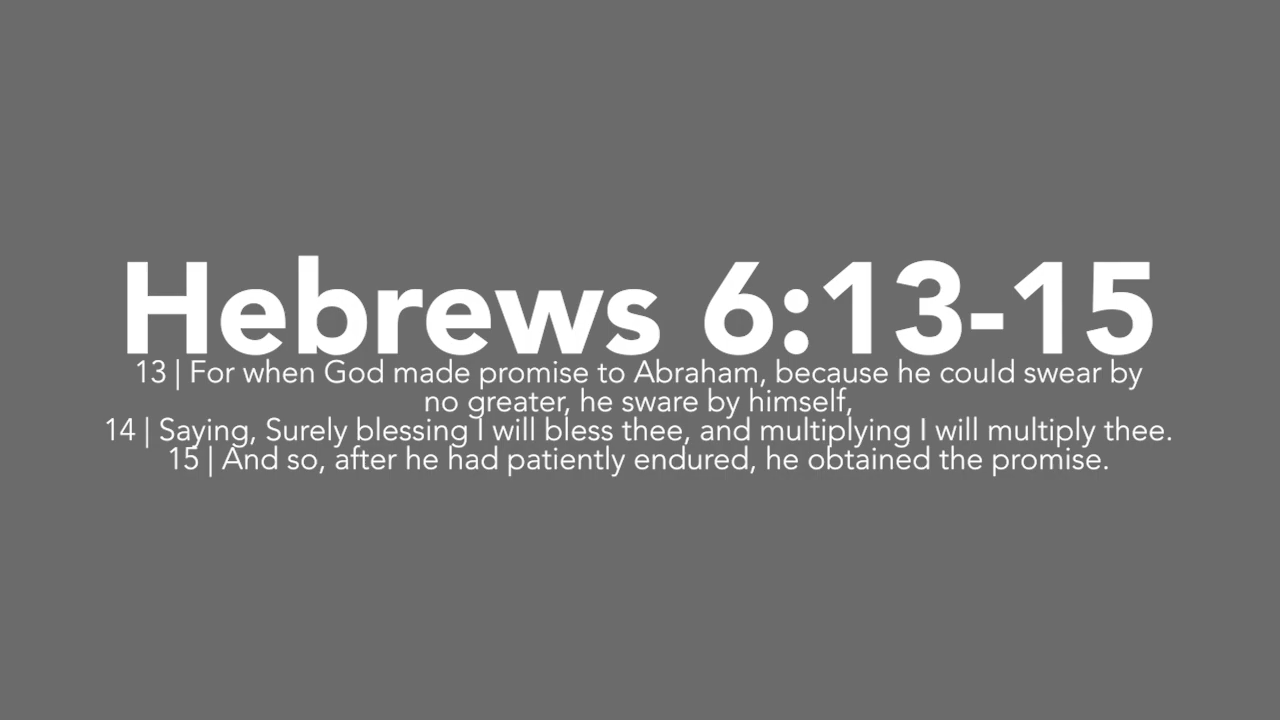 Hebrews 6:13-15
13 | For when God made promise to Abraham, because he could swear by
no greater, he sware by himself,
14 | Saying, Surely blessing I will bless thee, and multiplying I will multiply thee.
15 | And so, after he had patiently endured, he obtained the promise.